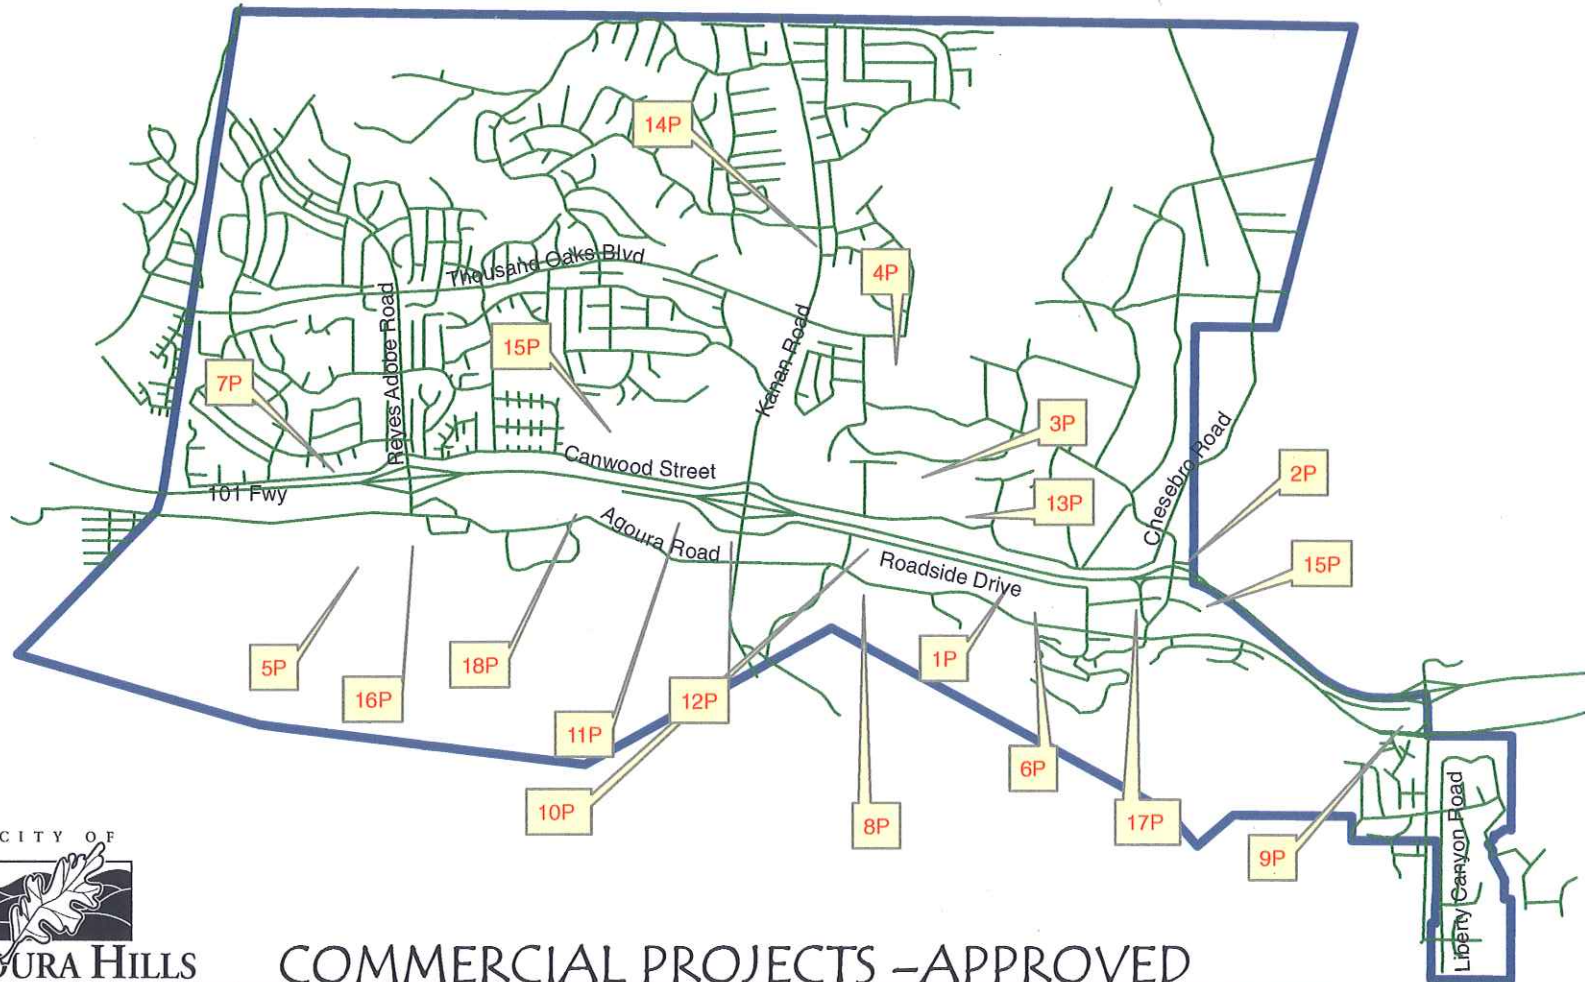 14P
4P
Thousand Oaks Blvd
Reyes Adobe Road
15P
Kanan Road
7P
3P
Canwood Street
2P
101 Fwy
13P
Chesebro Road
Agoura Road
Roadside Drive
15P
5P
18P
1P
16P
12P
11P
6P
10P
8P
17P
9P
Liberty Canyon Road
CITY OF
OURA HILLS
COMMERCIAL PROJECTS –APPROVED